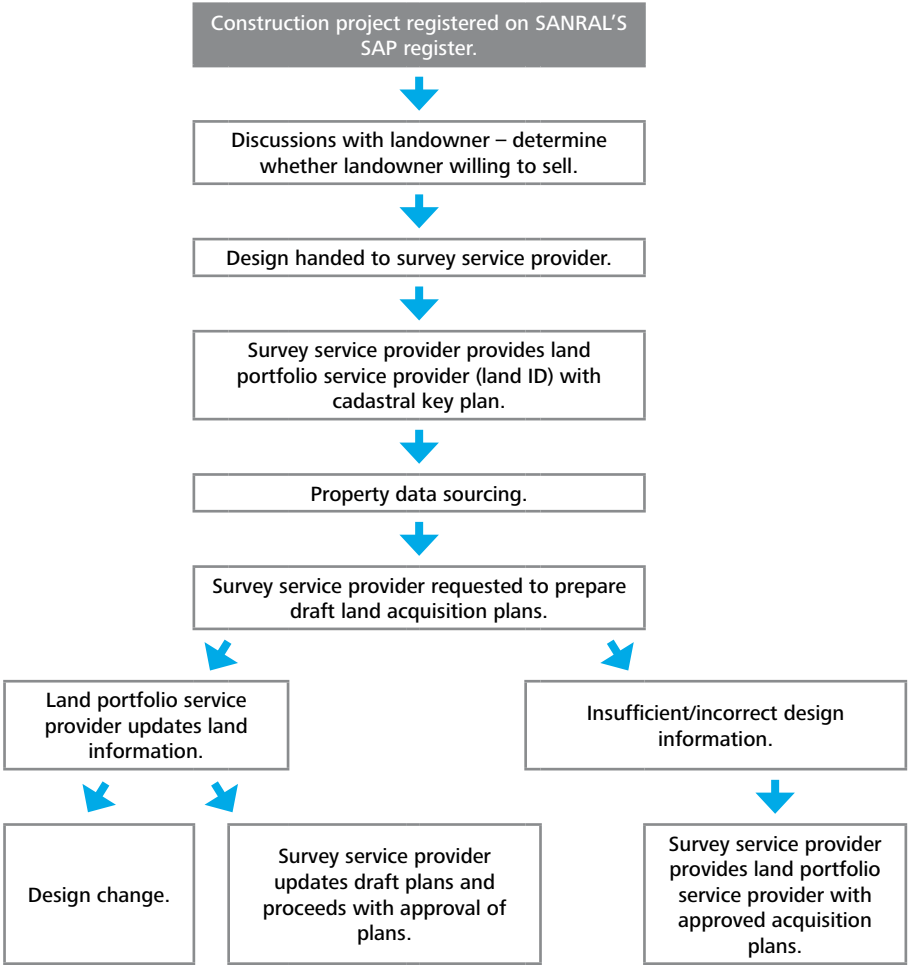 Construction project registered on SANRAL'S
SAP register.
Discussions with landowner – determine
whether landowner willing to sell.
Design handed to survey service provider.
Survey service provider provides land
portfolio service provider (land ID) with
cadastral key plan.
Property data sourcing.
Survey service provider requested to prepare
draft land acquisition plans.
Land portfolio service
provider updates land
information.
Insufficient/incorrect design
information.
Design change.
Survey service provider
updates draft plans and
proceeds with approval of
plans.
Survey service provider
provides land portfolio
service provider with
approved acquisition
plans.